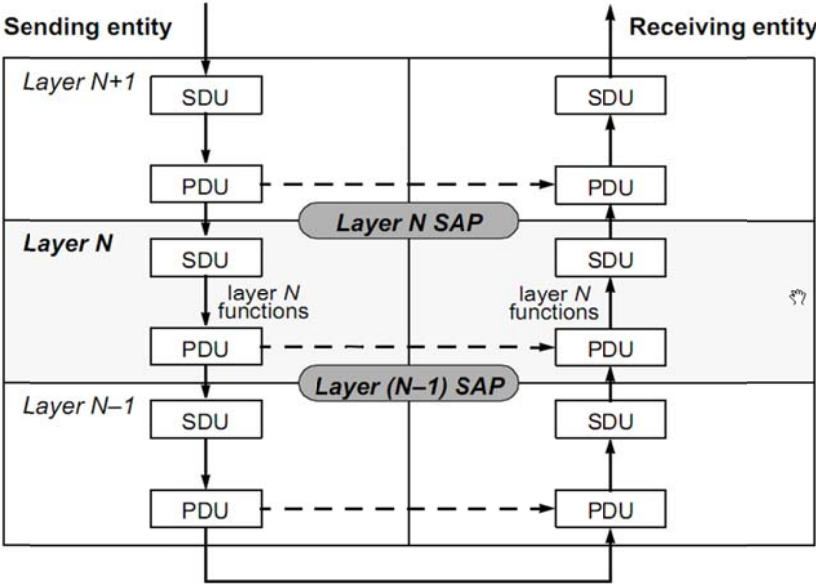 Sending entity
Receiving entity
Layer N+1
SDU
SDU
PDU
PDU
Layer N SAP
Layer N
SDU
SDU
layer N
functions
layer N
functions
PDU
PDU
Layer (N–1) SAP
Layer N–1
SDU
SDU
PDU
PDU